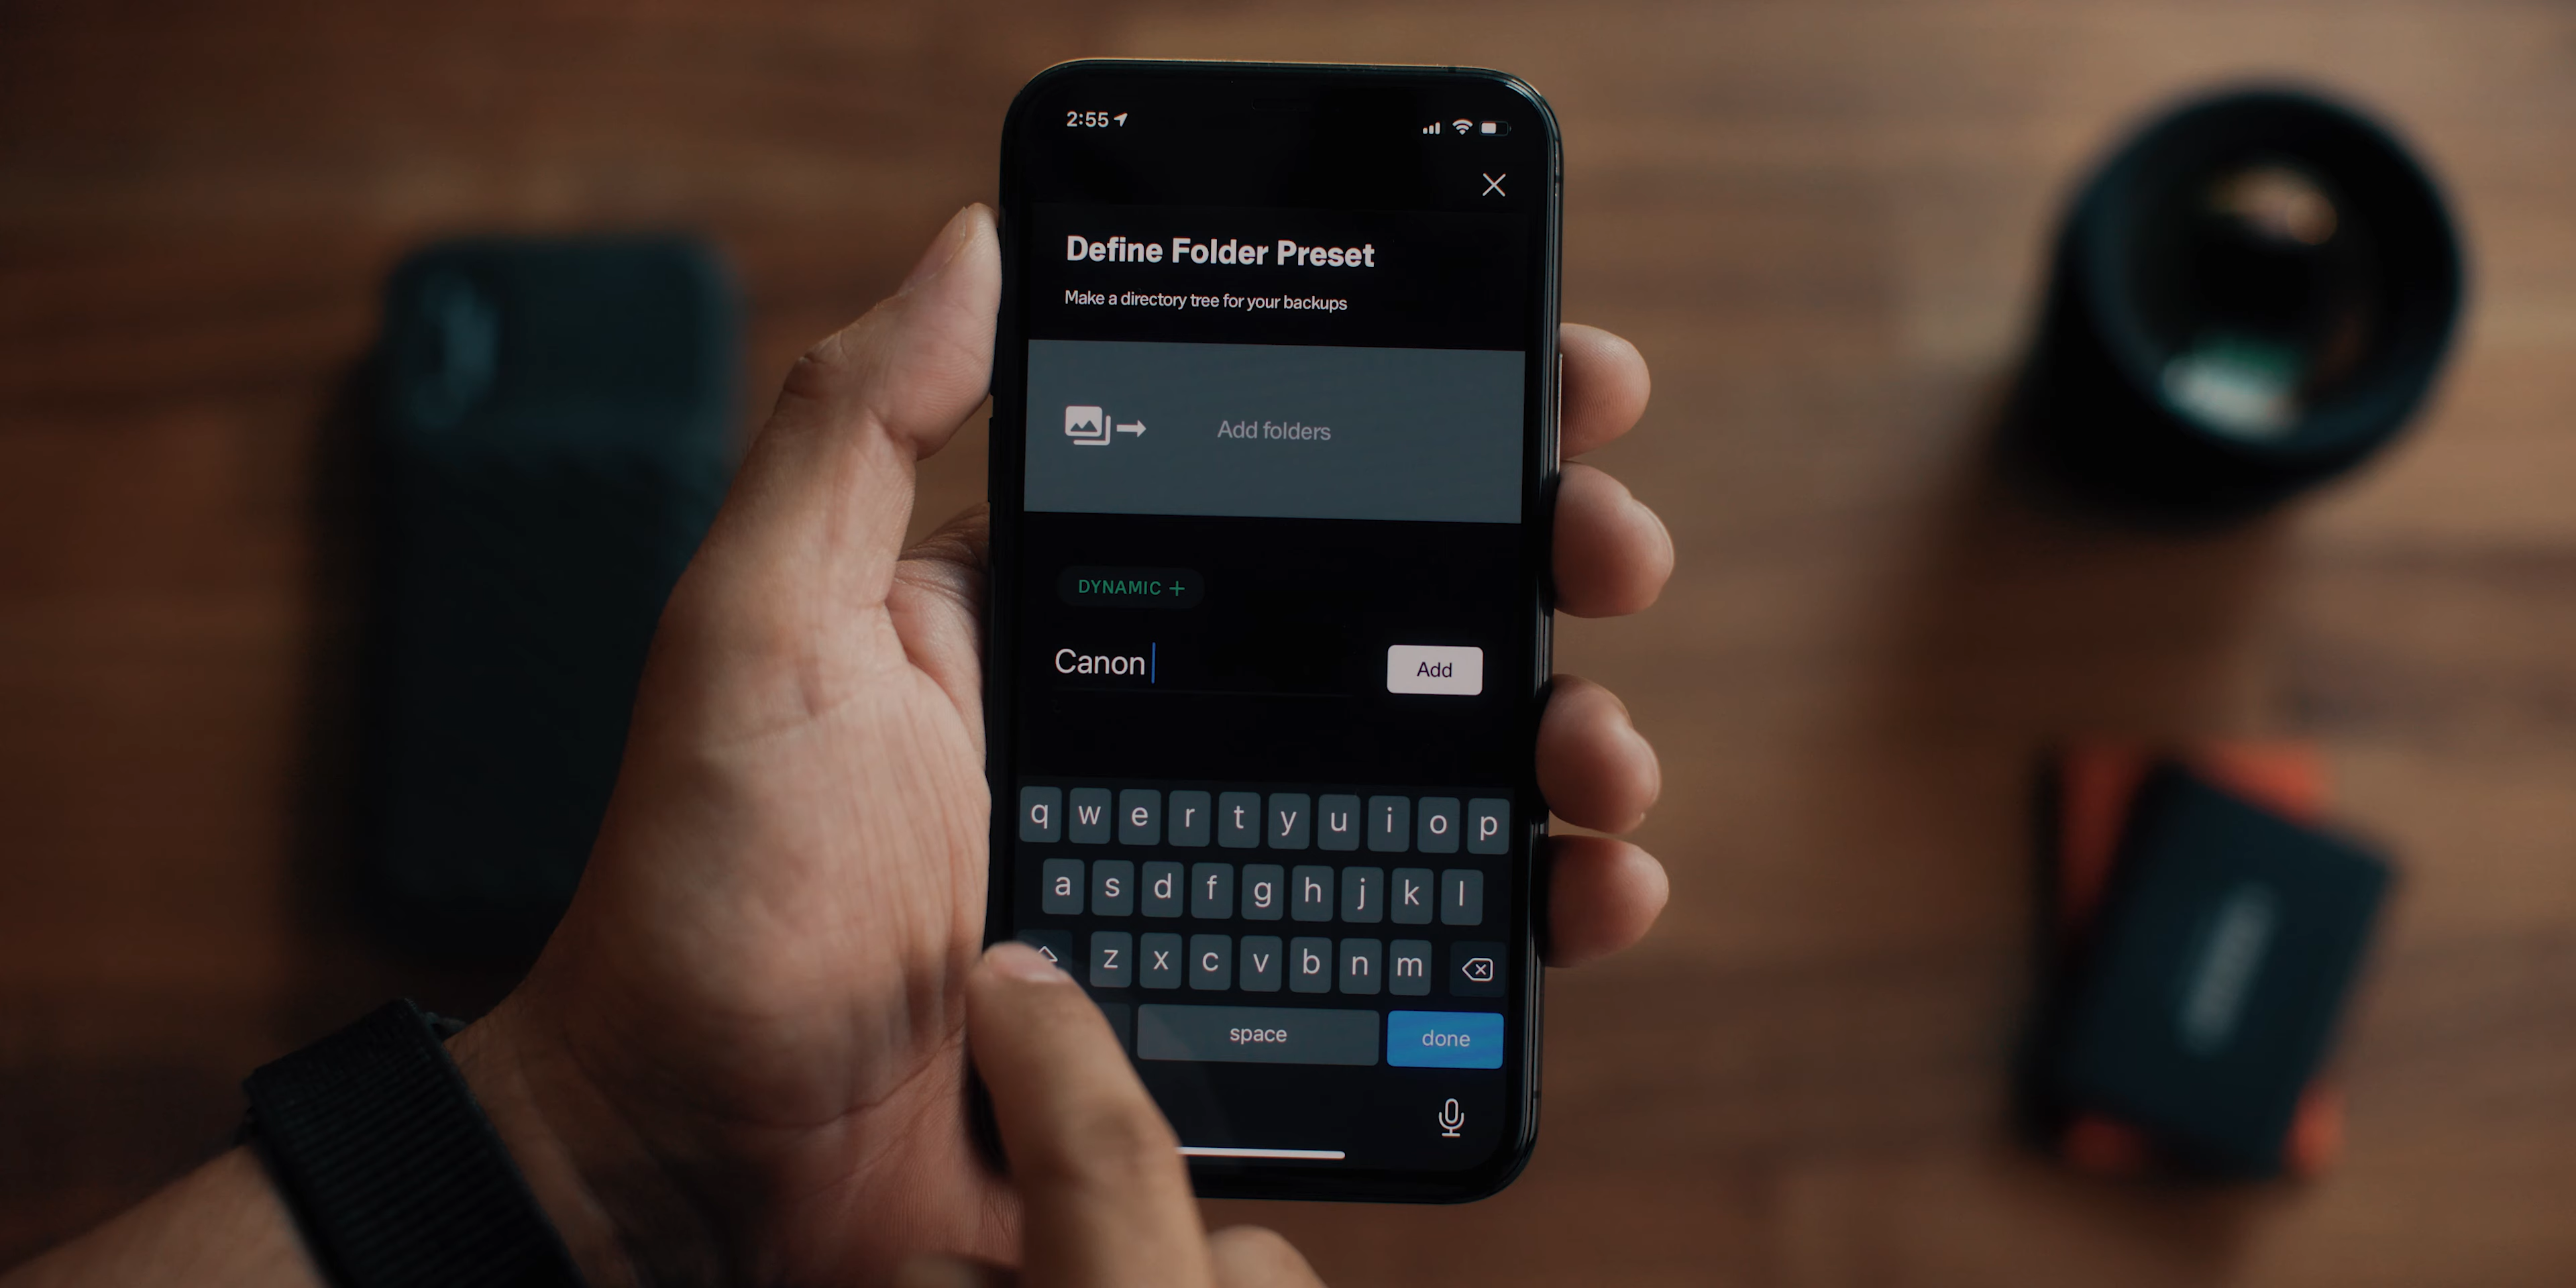 2:55
Define Folder Preset
Make a directory tree for your backups
Add folders
DYNAMIC +
Canon
Add
q w e r t y u i o p
a s d f g h j k l
z x c v b n m
space
done